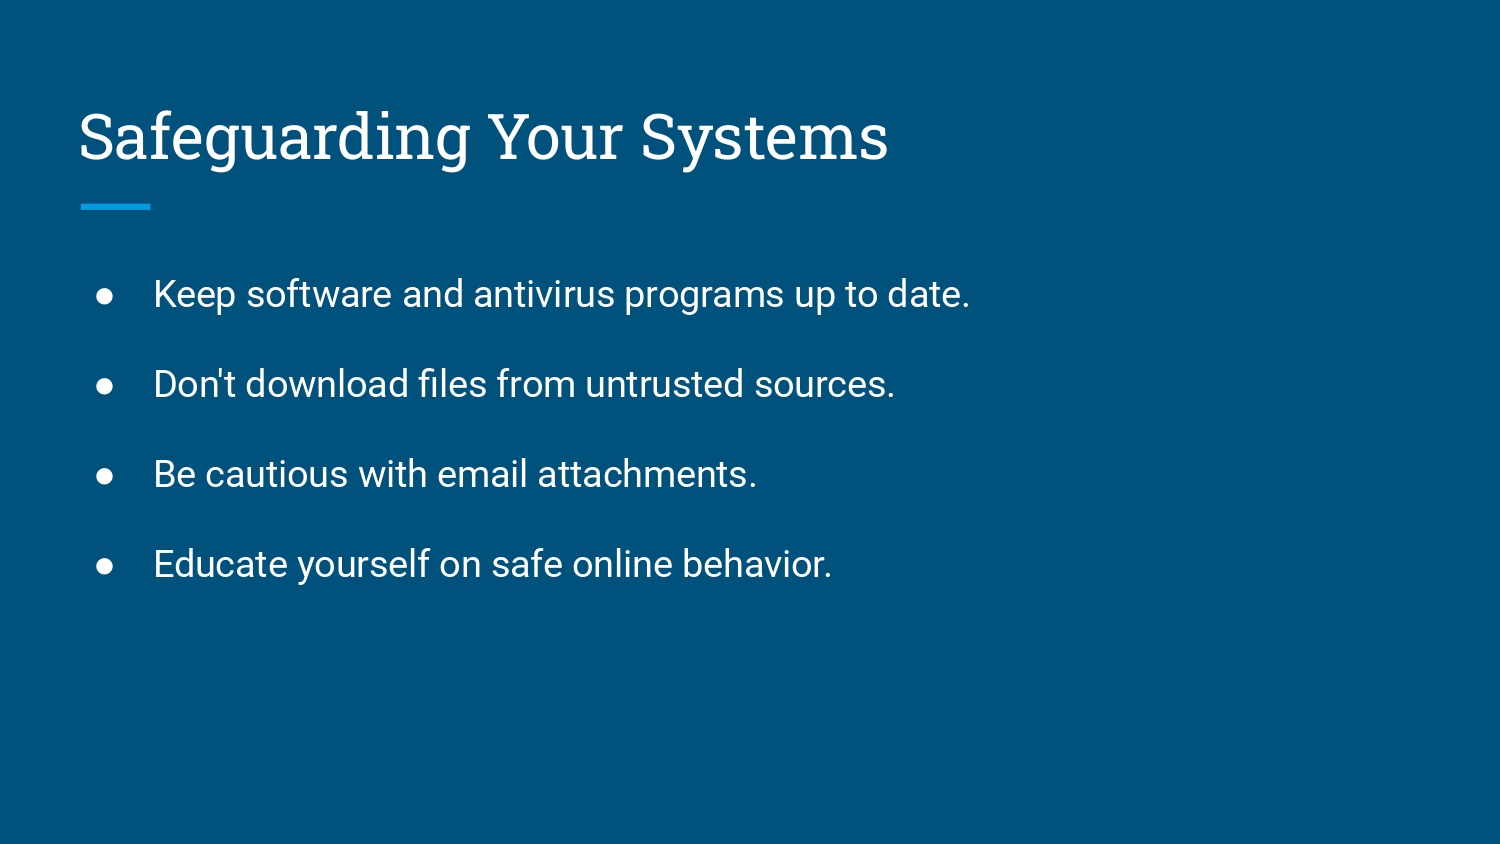 Safeguarding Your Systems
● Keep software and antivirus programs up to date.
● Don't download files from untrusted sources.
● Be cautious with email attachments.
● Educate yourself on safe online behavior.